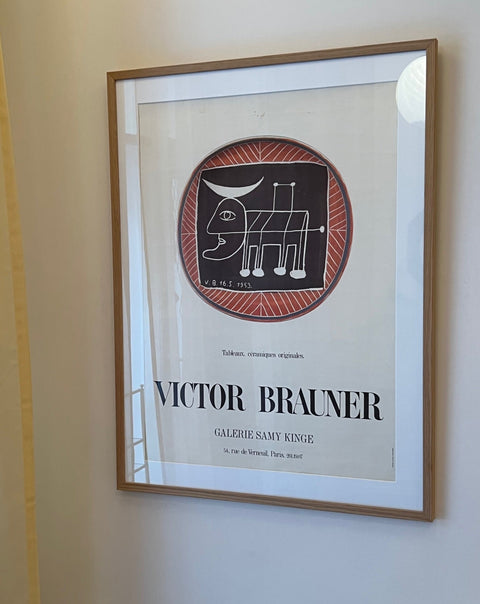 V. B. 16.5.1953.
Tableaux, céramiques originales.
VICTOR BRAUNER
GALERIE SAMY KINGE
54, rue de Verneuil, Paris.